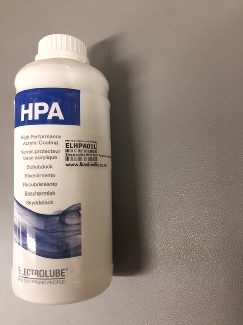 HPA
High Performance
Acrylic Coating
Vernis protecteur
base acrylique
Schutzlack
Rivestimento
Recubrimiento
Beschermlak
Skyddslack
ELHPA01L
ELECTROLUBE